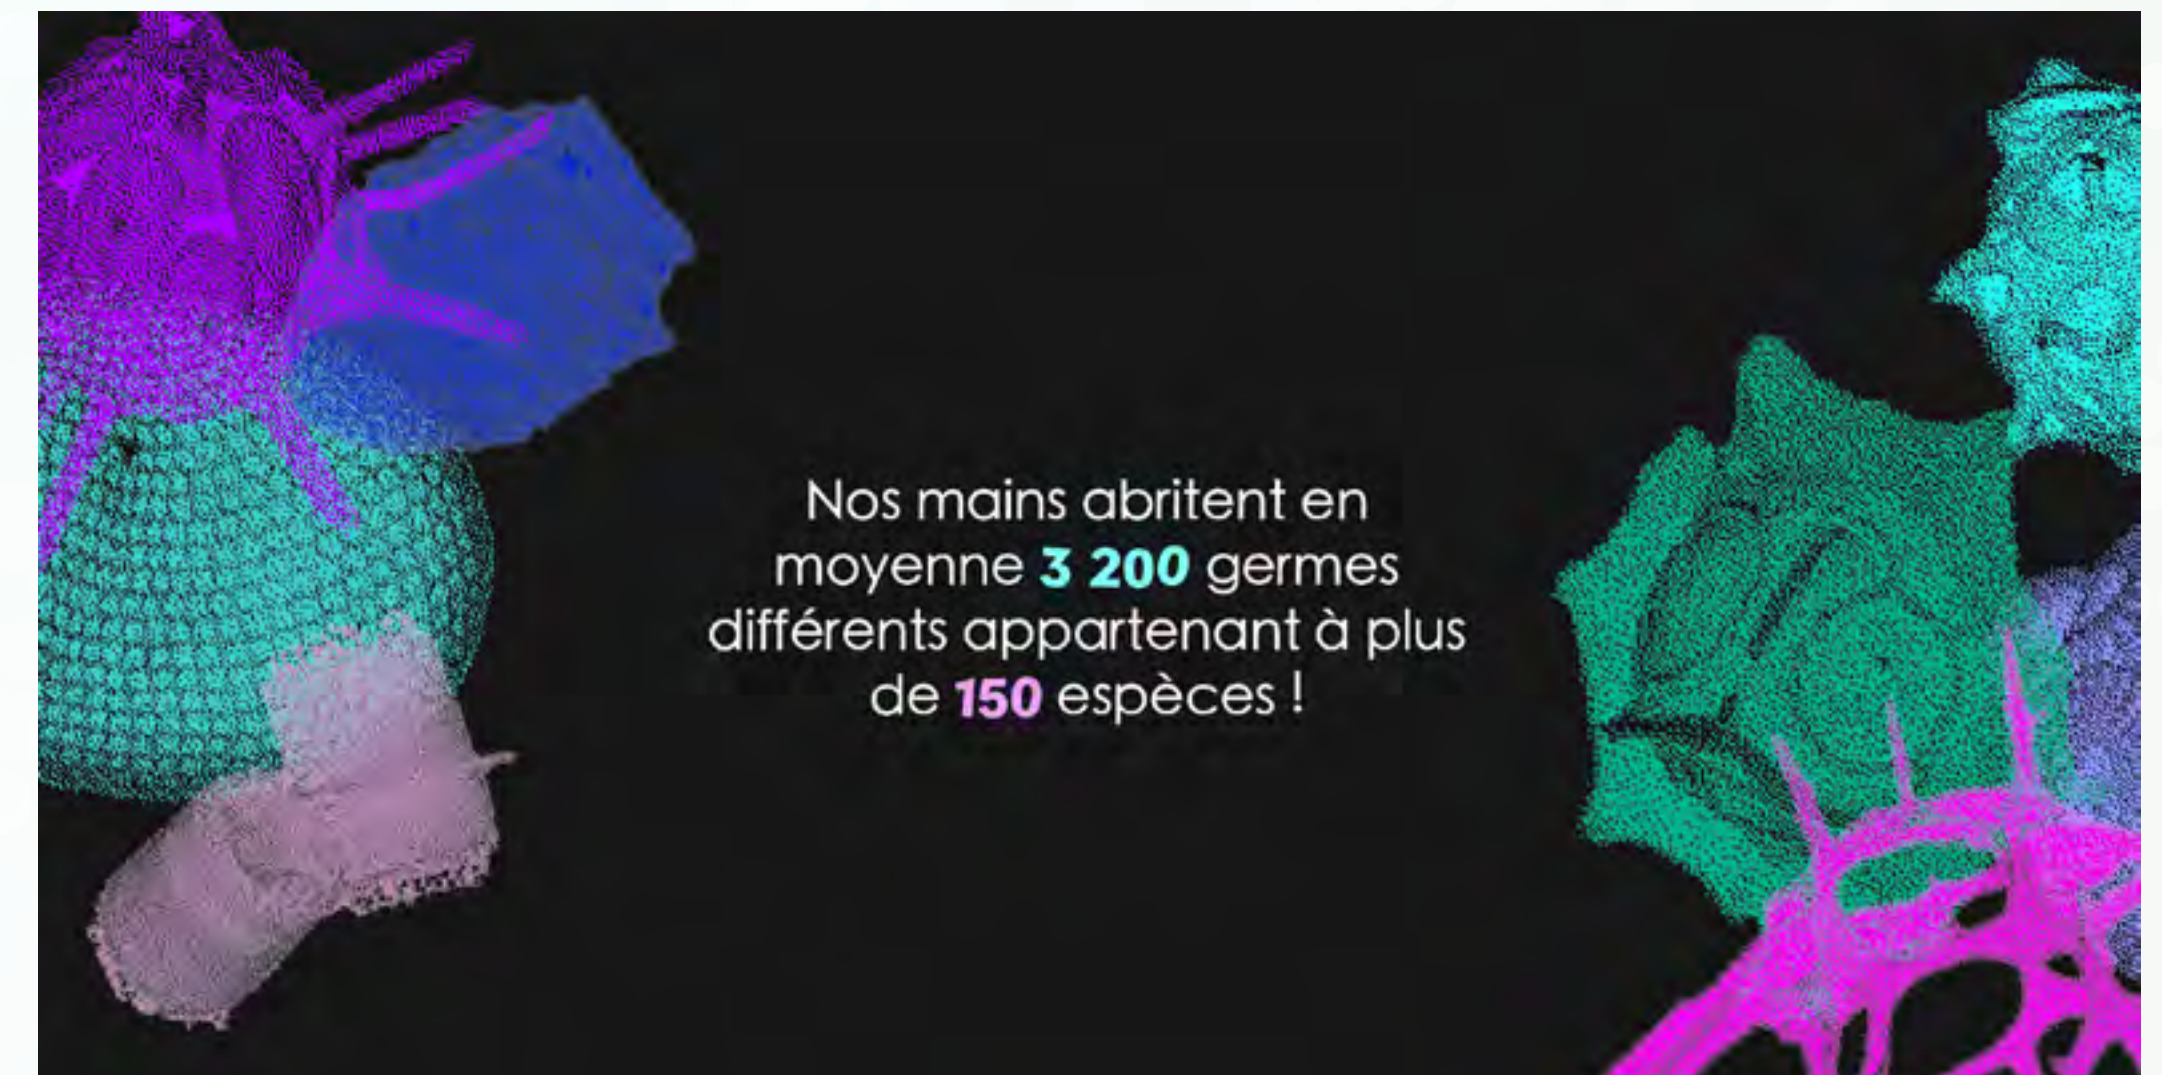 Nos mains abritent en
moyenne 3 200 germes
différents appartenant à plus
de 150 espèces !